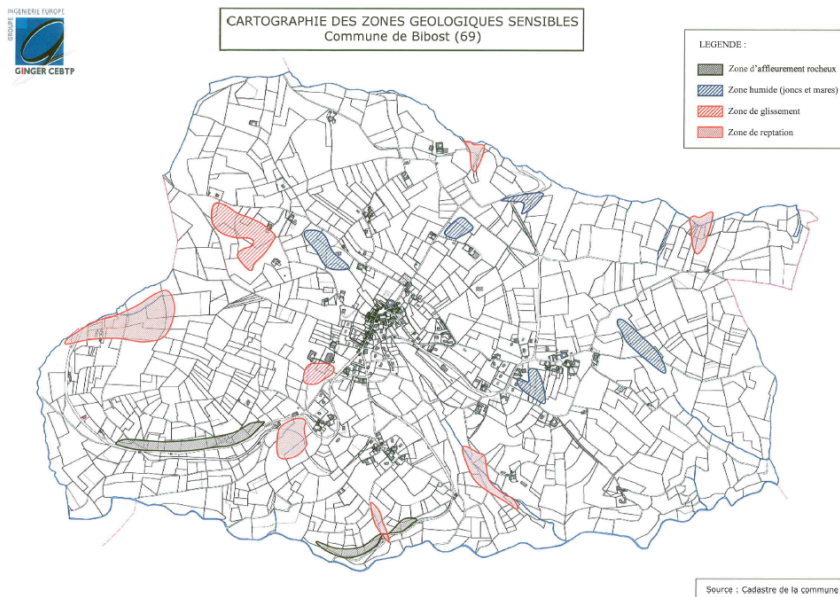 INGENIERIE EUROPE
GROUPE
GINGER CEBTP
CARTOGRAPHIE DES ZONES GEOLOGIQUES SENSIBLES
Commune de Bibost (69)
LEGENDE :
Zone d'affleurement rocheux
Zone humide (joncs et mares)
Zone de glissement
Zone de reptation
Source : Cadastre de la commune